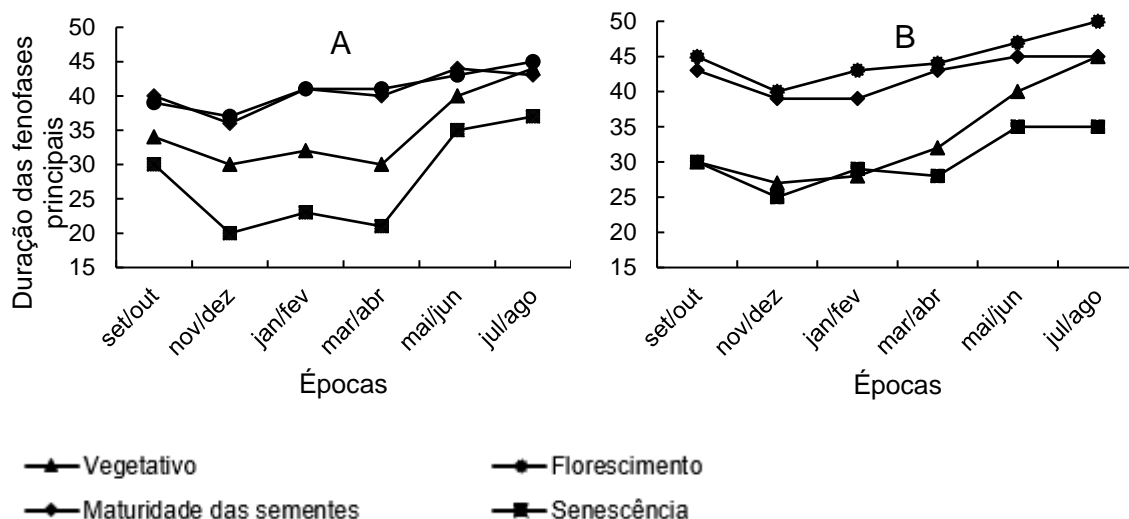 A
B
Duração das fenofases
principais
45
40
35
30
25
20
15
set/out
nov/dez
jan/fev
mar/abr
mai/jun
jul/ago
Épocas
50
45
40
35
30
25
20
15
set/out
nov/dez
jan/fev
mar/abr
mai/jun
jul/ago
Épocas
Vegetativo
Florescimento
Maturidade das sementes
Senescência